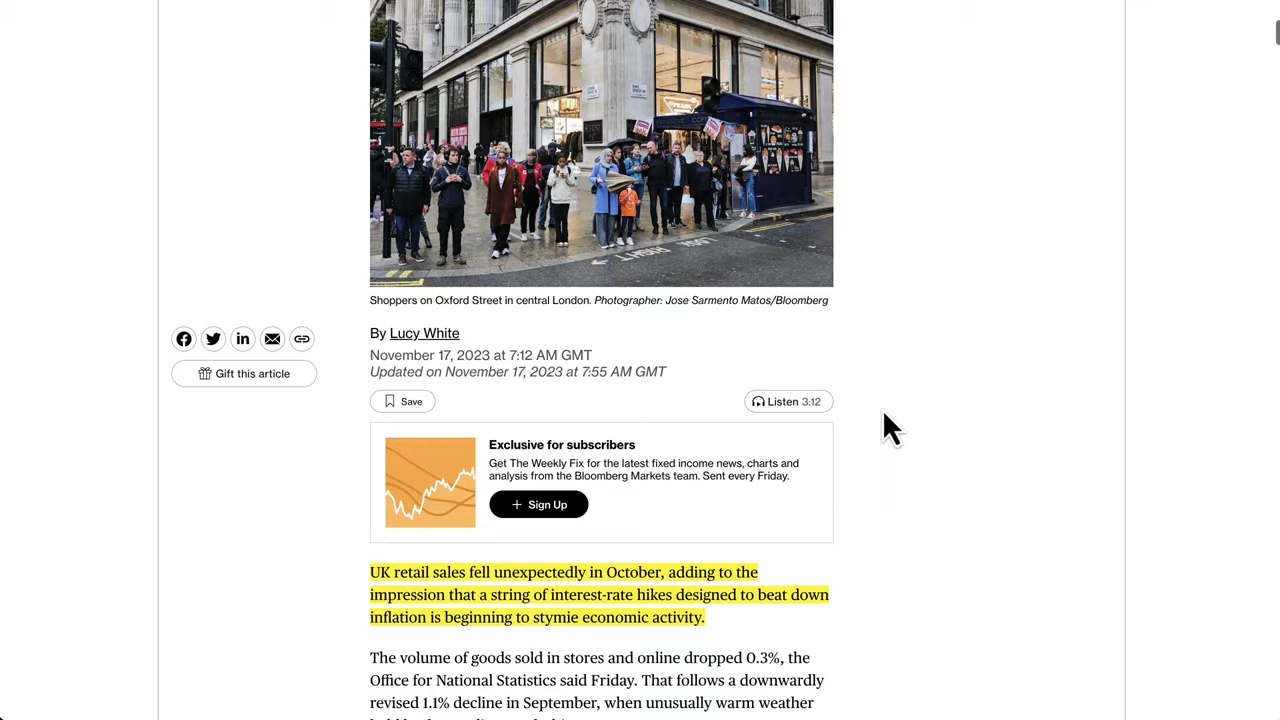 LOOK RIGHT
Shoppers on Oxford Street in central London. Photographer: Jose Sarmento Matos/Bloomberg
By Lucy White
November 17, 2023 at 7:12 AM GMT
Updated on November 17, 2023 at 7:55 AM GMT
Gift this article
Save
Listen 3:12
Exclusive for subscribers
Get The Weekly Fix for the latest fixed income news, charts and
analysis from the Bloomberg Markets team. Sent every Friday.
+ Sign Up
UK retail sales fell unexpectedly in October, adding to the
impression that a string of interest-rate hikes designed to beat down
inflation is beginning to stymie economic activity.
The volume of goods sold in stores and online dropped 0.3%, the
Office for National Statistics said Friday. That follows a downwardly
revised 1.1% decline in September, when unusually warm weather